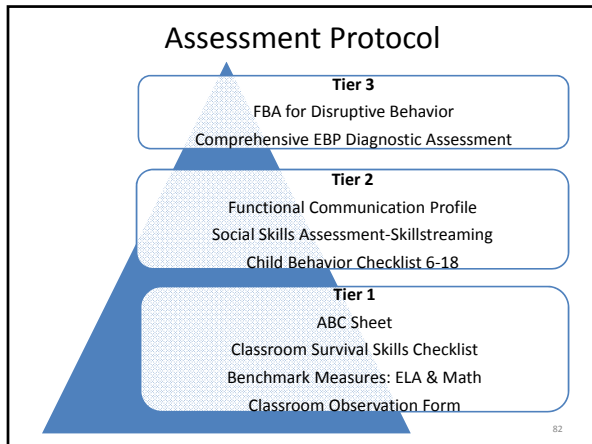 Assessment Protocol
Tier 3
FBA for Disruptive Behavior
Comprehensive EBP Diagnostic Assessment
Tier 2
Functional Communication Profile
Social Skills Assessment-Skillstreaming
Child Behavior Checklist 6-18
Tier 1
ABC Sheet
Classroom Survival Skills Checklist
Benchmark Measures: ELA & Math
Classroom Observation Form
82